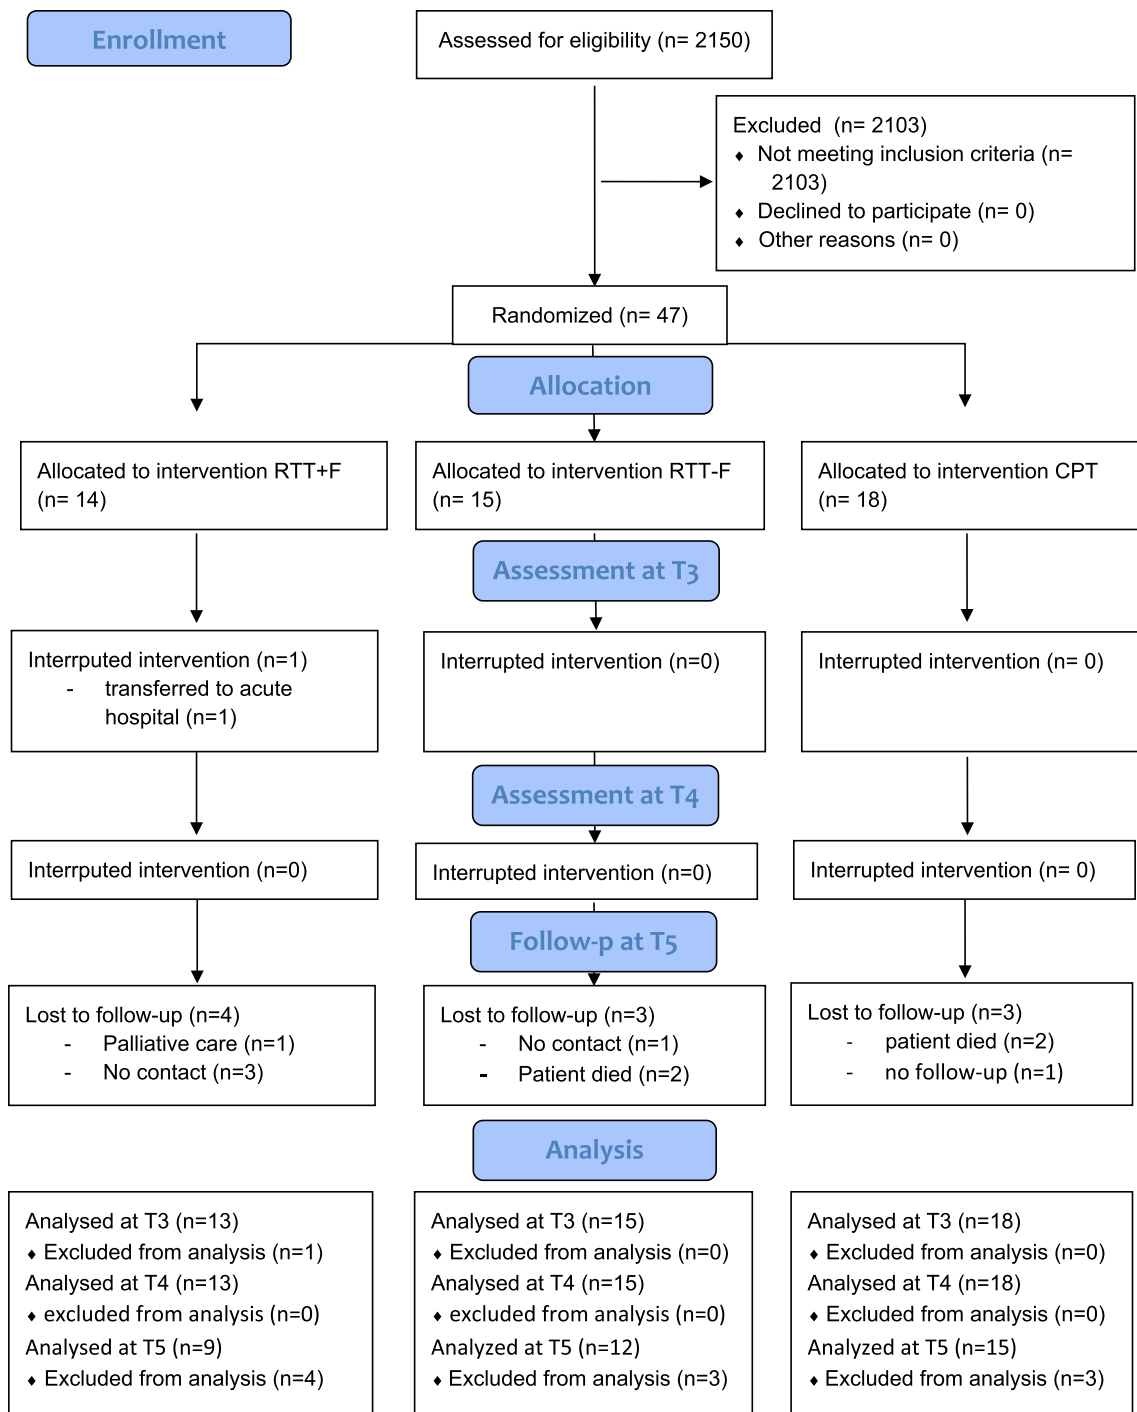 Enrollment
Assessed for eligibility (n= 2150)
Excluded (n= 2103)
♦ Not meeting inclusion criteria (n=
2103)
♦ Declined to participate (n= 0)
♦ Other reasons (n= 0)
Randomized (n= 47)
Allocation
Allocated to intervention RTT+F
(n= 14)
Allocated to intervention RTT-F
(n= 15)
Allocated to intervention CPT
(n= 18)
Assessment at T3
Interrputed intervention (n=1)
- transferred to acute
hospital (n=1)
Interrupted intervention (n=0)
Interrupted intervention (n= 0)
Assessment at T4
Interrputed intervention (n=0)
Interrupted intervention (n=0)
Interrupted intervention (n= 0)
Follow-p at T5
Lost to follow-up (n=4)
- Palliative care (n=1)
- No contact (n=3)
Lost to follow-up (n=3)
- No contact (n=1)
- Patient died (n=2)
Lost to follow-up (n=3)
- patient died (n=2)
- no follow-up (n=1)
Analysis
Analysed at T3 (n=13)
♦ Excluded from analysis (n=1)
Analysed at T4 (n=13)
♦ excluded from analysis (n=0)
Analysed at T5 (n=9)
♦ Excluded from analysis (n=4)
Analysed at T3 (n=15)
♦ Excluded from analysis (n=0)
Analysed at T4 (n=15)
♦ excluded from analysis (n=0)
Analyzed at T5 (n=12)
♦ Excluded from analysis (n=3)
Analysed at T3 (n=18)
♦ Excluded from analysis (n=0)
Analysed at T4 (n=18)
♦ Excluded from analysis (n=0)
Analyzed at T5 (n=15)
♦ Excluded from analysis (n=3)